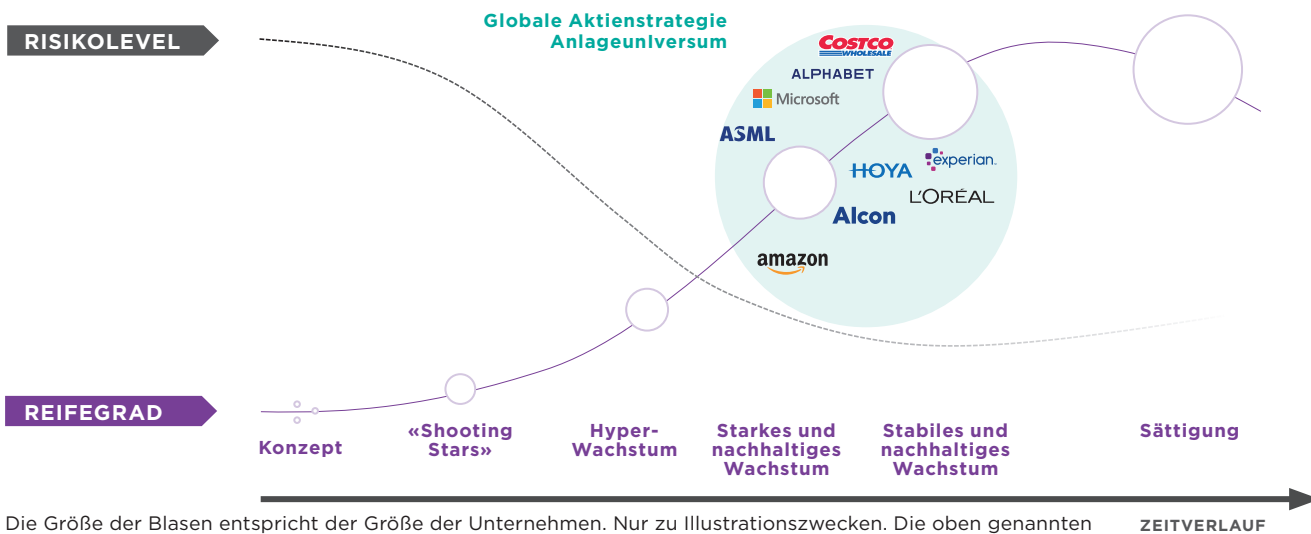 RISIKOLEVEL
Globale Aktienstrategie
Anlageuniversum
COSTCO
WHOLESALE
ALPHABET
Microsoft
ASML
HOYA
experian.
L'ORÉAL
Alcon
amazon
REIFEGRAD
Konzept
«Shooting
Stars»
Hyper-
Wachstum
Starkes und
nachhaltiges
Wachstum
Stabiles und
nachhaltiges
Wachstum
Sättigung
Die Größe der Blasen entspricht der Größe der Unternehmen. Nur zu Illustrationszwecken. Die oben genannten
ZEITVERLAUF